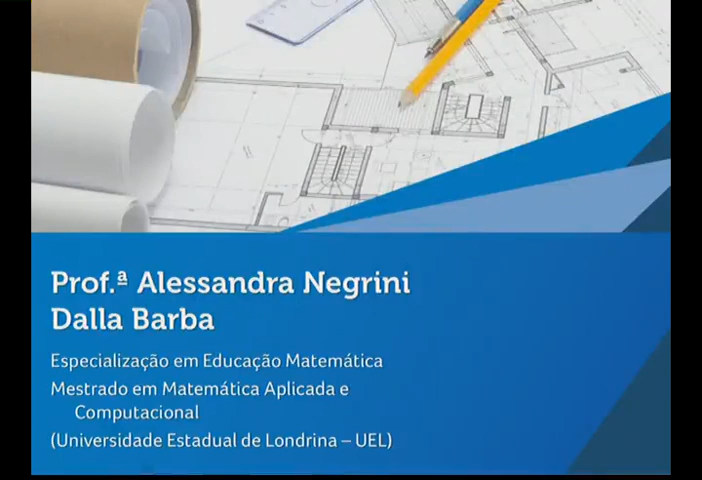 Prof.ª Alessandra Negrini
Dalla Barba
Especialização em Educação Matemática
Mestrado em Matemática Aplicada e
Computacional
(Universidade Estadual de Londrina – UEL)